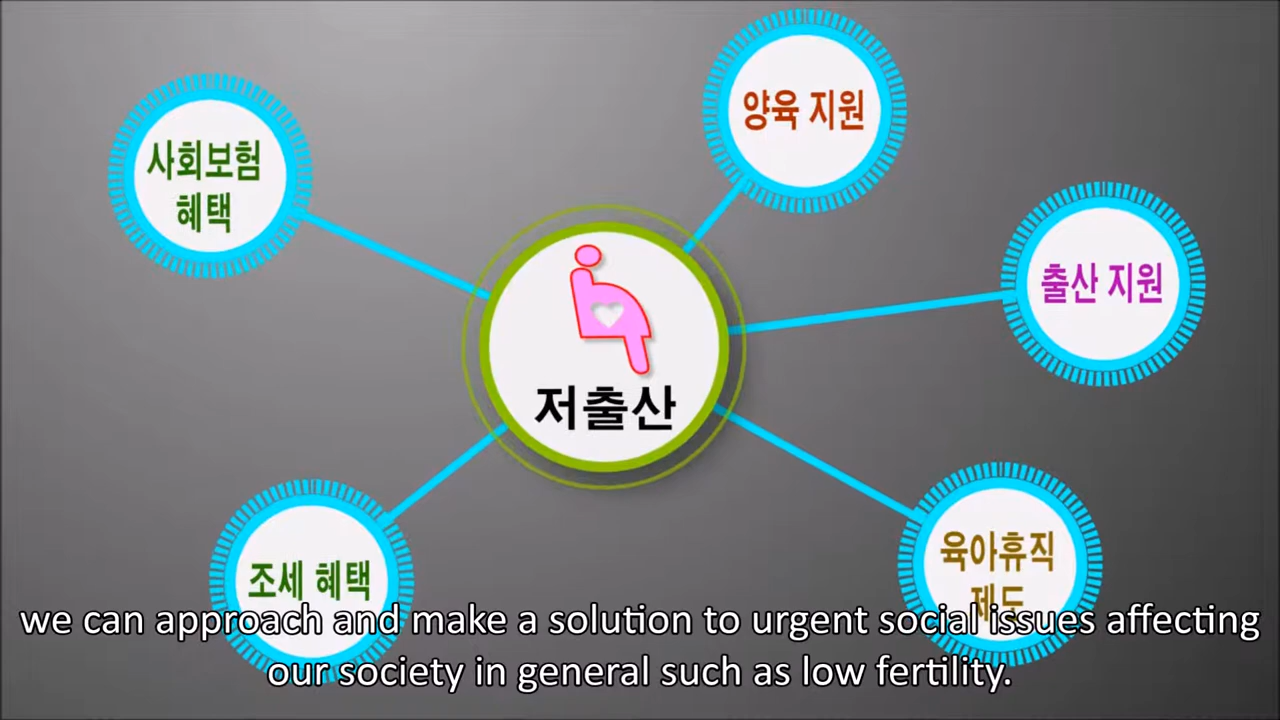 양육 지원
사회보험
혜택
출산 지원
저출산
육아휴직
제도
조세 혜택
we can approach and make a solution to urgent social issues affecting
our society in general such as low fertility.